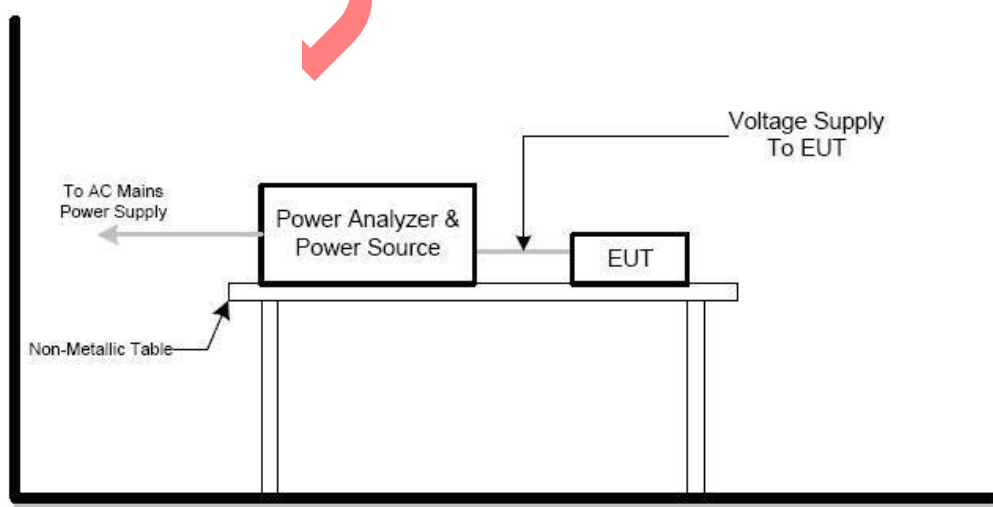 Voltage Supply
To EUT
To AC Mains
Power Supply
Power Analyzer &
Power Source
EUT
Non-Metallic Table